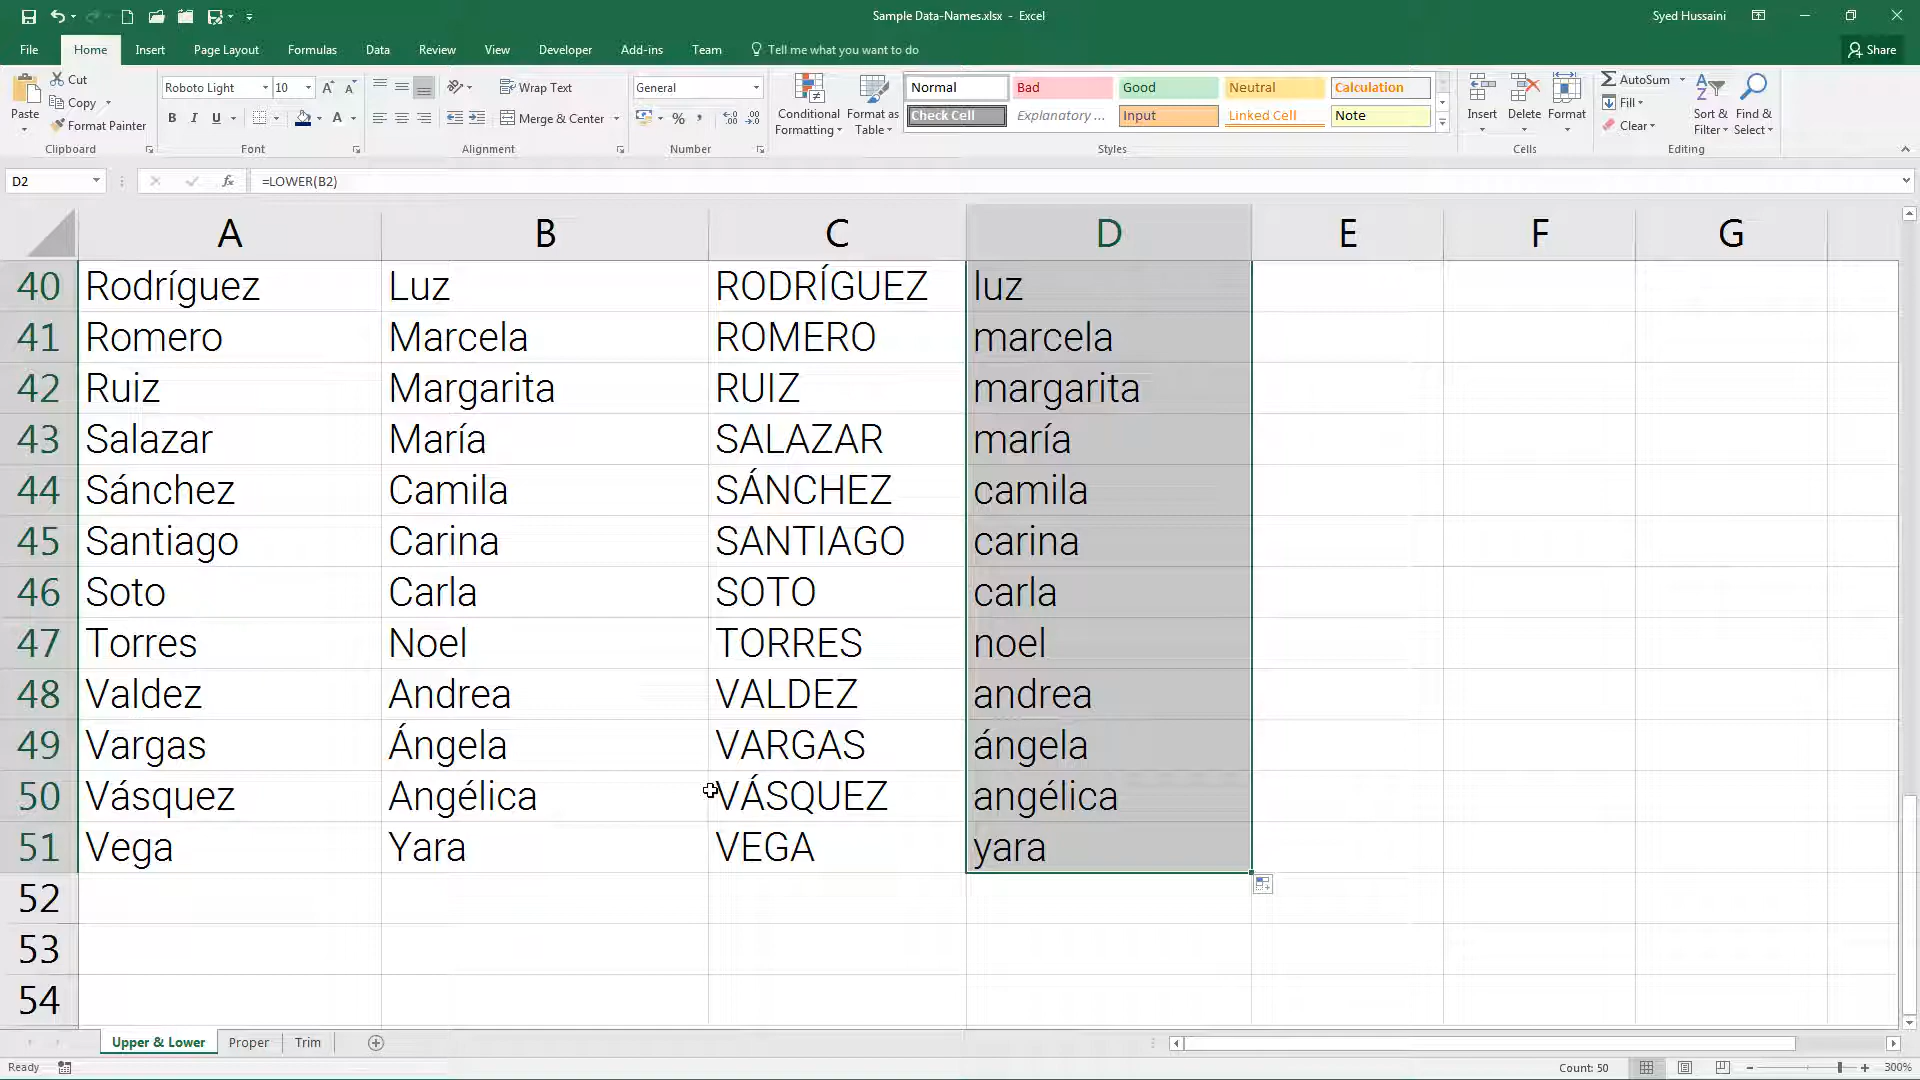 Sample Data-Names.xlsx - Excel
Syed Hussaini
File Home Insert Page Layout Formulas Data Review View Developer Add-ins Team Tell me what you want to do Share
Paste
Cut
Copy
Format Painter
Clipboard
Roboto Light 10
B I U
Font
Wrap Text
Merge & Center
Alignment
General
Number
Conditional Formatting
Format as Table
Normal Bad Good Neutral Calculation
Check Cell Explanatory ... Input Linked Cell Note
Styles
Insert Delete Format
Cells
AutoSum
Fill
Clear
Sort & Filter
Find & Select
Editing
D2 fx =LOWER(B2)
A B C D E F G
40 Rodríguez Luz RODRÍGUEZ luz
41 Romero Marcela ROMERO marcela
42 Ruiz Margarita RUIZ margarita
43 Salazar María SALAZAR maría
44 Sánchez Camila SÁNCHEZ camila
45 Santiago Carina SANTIAGO carina
46 Soto Carla SOTO carla
47 Torres Noel TORRES noel
48 Valdez Andrea VALDEZ andrea
49 Vargas Ángela VARGAS ángela
50 Vásquez Angélica VÁSQUEZ angélica
51 Vega Yara VEGA yara
52
53
54
Upper & Lower Proper Trim
Ready Count: 50 300%